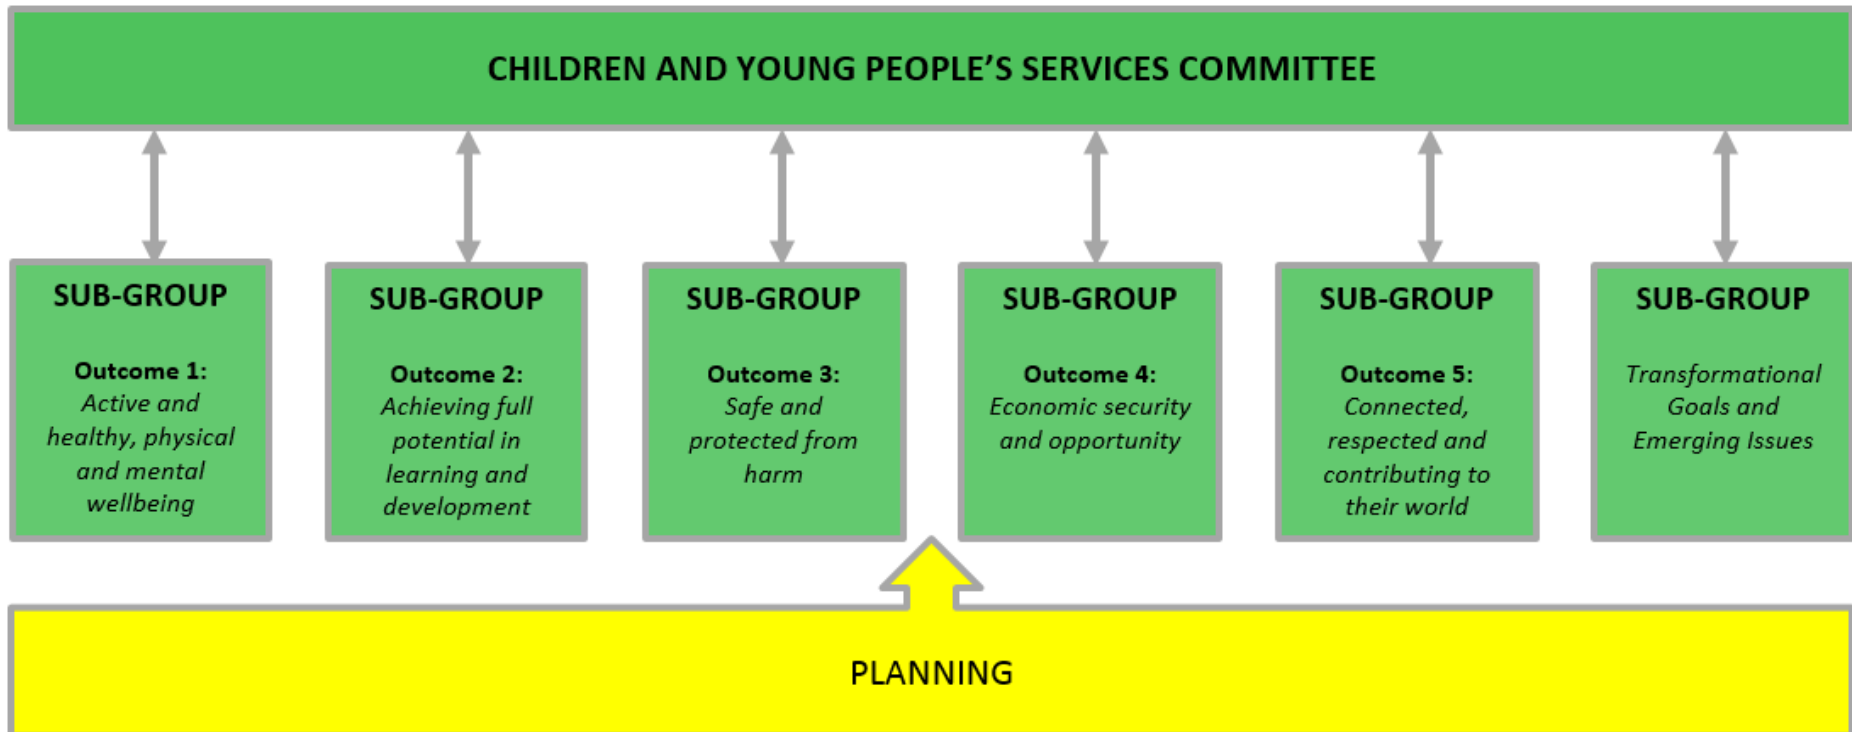 CHILDREN AND YOUNG PEOPLE’S SERVICES COMMITTEE
SUB-GROUP
Outcome 1:
Active and
healthy, physical
and mental
wellbeing
SUB-GROUP
Outcome 2:
Achieving full
potential in
learning and
development
SUB-GROUP
Outcome 3:
Safe and
protected from
harm
SUB-GROUP
Outcome 4:
Economic security
and opportunity
SUB-GROUP
Outcome 5:
Connected,
respected and
contributing to
their world
SUB-GROUP
Transformational
Goals and
Emerging Issues
PLANNING